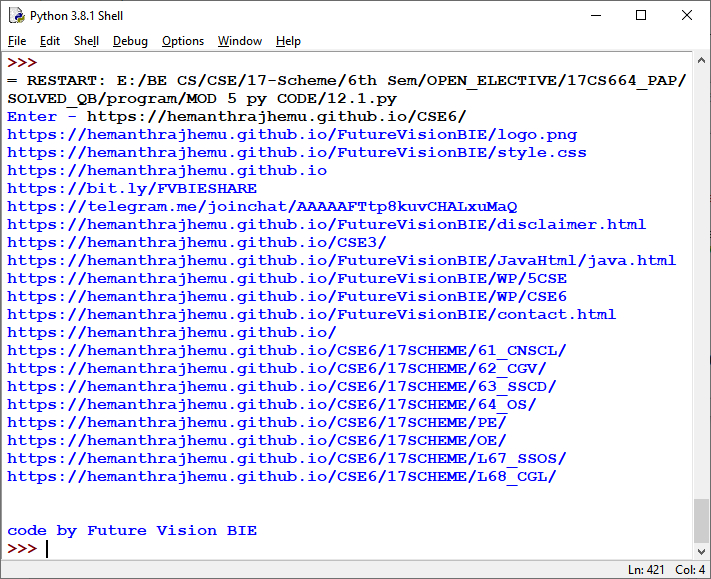 Python 3.8.1 Shell
File Edit Shell Debug Options Window Help
>>>
= RESTART: E:/BE CS/CSE/17-Scheme/6th Sem/OPEN_ELECTIVE/17CS664_PAP/
SOLVED_QB/program/MOD 5 py CODE/12.1.py
Enter - https://hemanthrajhemu.github.io/CSE6/
https://hemanthrajhemu.github.io/FutureVisionBIE/logo.png
https://hemanthrajhemu.github.io/FutureVisionBIE/style.css
https://hemanthrajhemu.github.io
https://bit.ly/FVBIESHARE
https://telegram.me/joinchat/AAAAAFTtp8kuvCHALxuMaQ
https://hemanthrajhemu.github.io/FutureVisionBIE/disclaimer.html
https://hemanthrajhemu.github.io/CSE3/
https://hemanthrajhemu.github.io/FutureVisionBIE/JavaHtml/java.html
https://hemanthrajhemu.github.io/FutureVisionBIE/WP/5CSE
https://hemanthrajhemu.github.io/FutureVisionBIE/WP/CSE6
https://hemanthrajhemu.github.io/FutureVisionBIE/contact.html
https://hemanthrajhemu.github.io/
https://hemanthrajhemu.github.io/CSE6/17SCHEME/61_CNSCL/
https://hemanthrajhemu.github.io/CSE6/17SCHEME/62_CGV/
https://hemanthrajhemu.github.io/CSE6/17SCHEME/63_SSCD/
https://hemanthrajhemu.github.io/CSE6/17SCHEME/64_OS/
https://hemanthrajhemu.github.io/CSE6/17SCHEME/PE/
https://hemanthrajhemu.github.io/CSE6/17SCHEME/OE/
https://hemanthrajhemu.github.io/CSE6/17SCHEME/L67_SSOS/
https://hemanthrajhemu.github.io/CSE6/17SCHEME/L68_CGL/
code by Future Vision BIE
>>>
Ln: 421 Col: 4